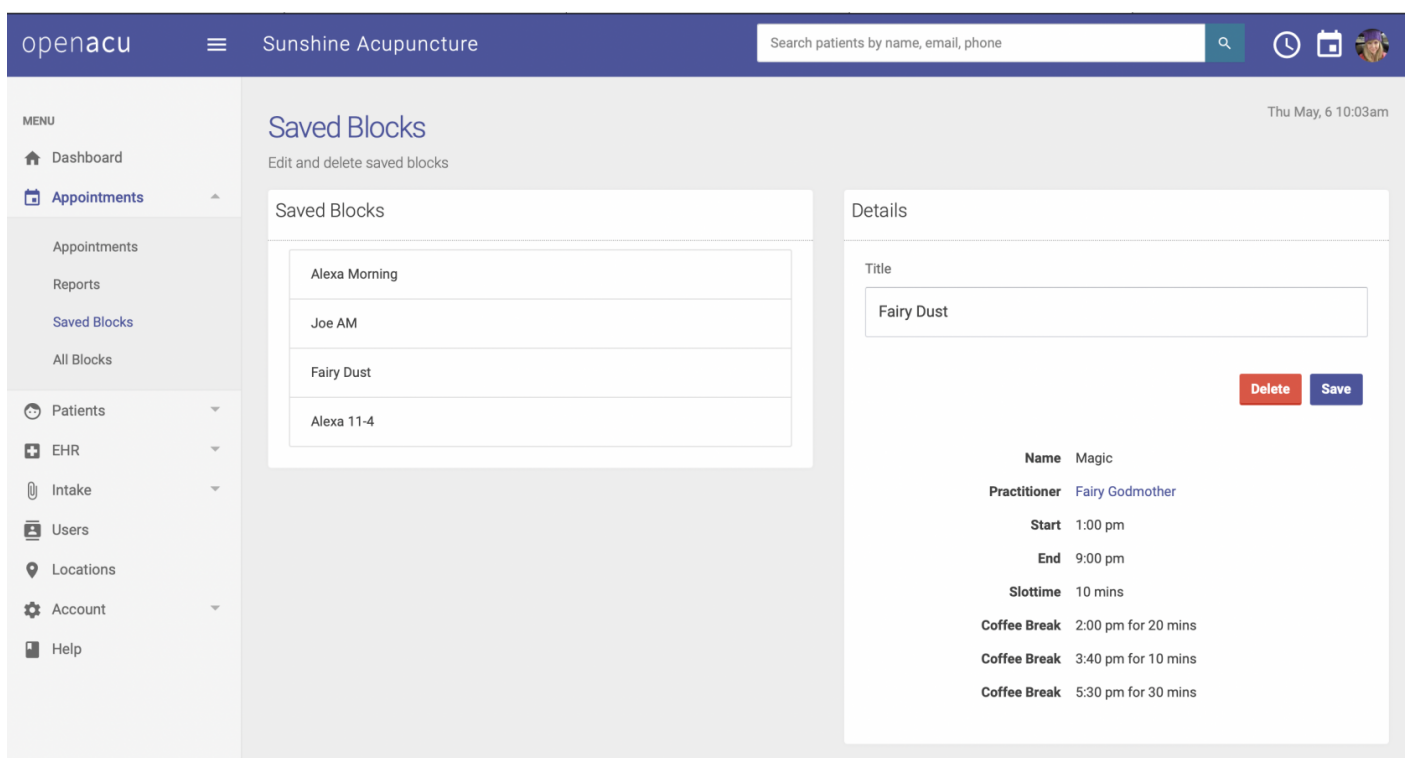 openacu
Sunshine Acupuncture
Search patients by name, email, phone
MENU
Dashboard
Appointments
Appointments
Reports
Saved Blocks
All Blocks
Patients
EHR
Intake
Users
Locations
Account
Help
Thu May, 6 10:03am
Saved Blocks
Edit and delete saved blocks
Saved Blocks
Alexa Morning
Joe AM
Fairy Dust
Alexa 11-4
Details
Title
Fairy Dust
Delete Save
Name Magic
Practitioner Fairy Godmother
Start 1:00 pm
End 9:00 pm
Slottime 10 mins
Coffee Break 2:00 pm for 20 mins
Coffee Break 3:40 pm for 10 mins
Coffee Break 5:30 pm for 30 mins